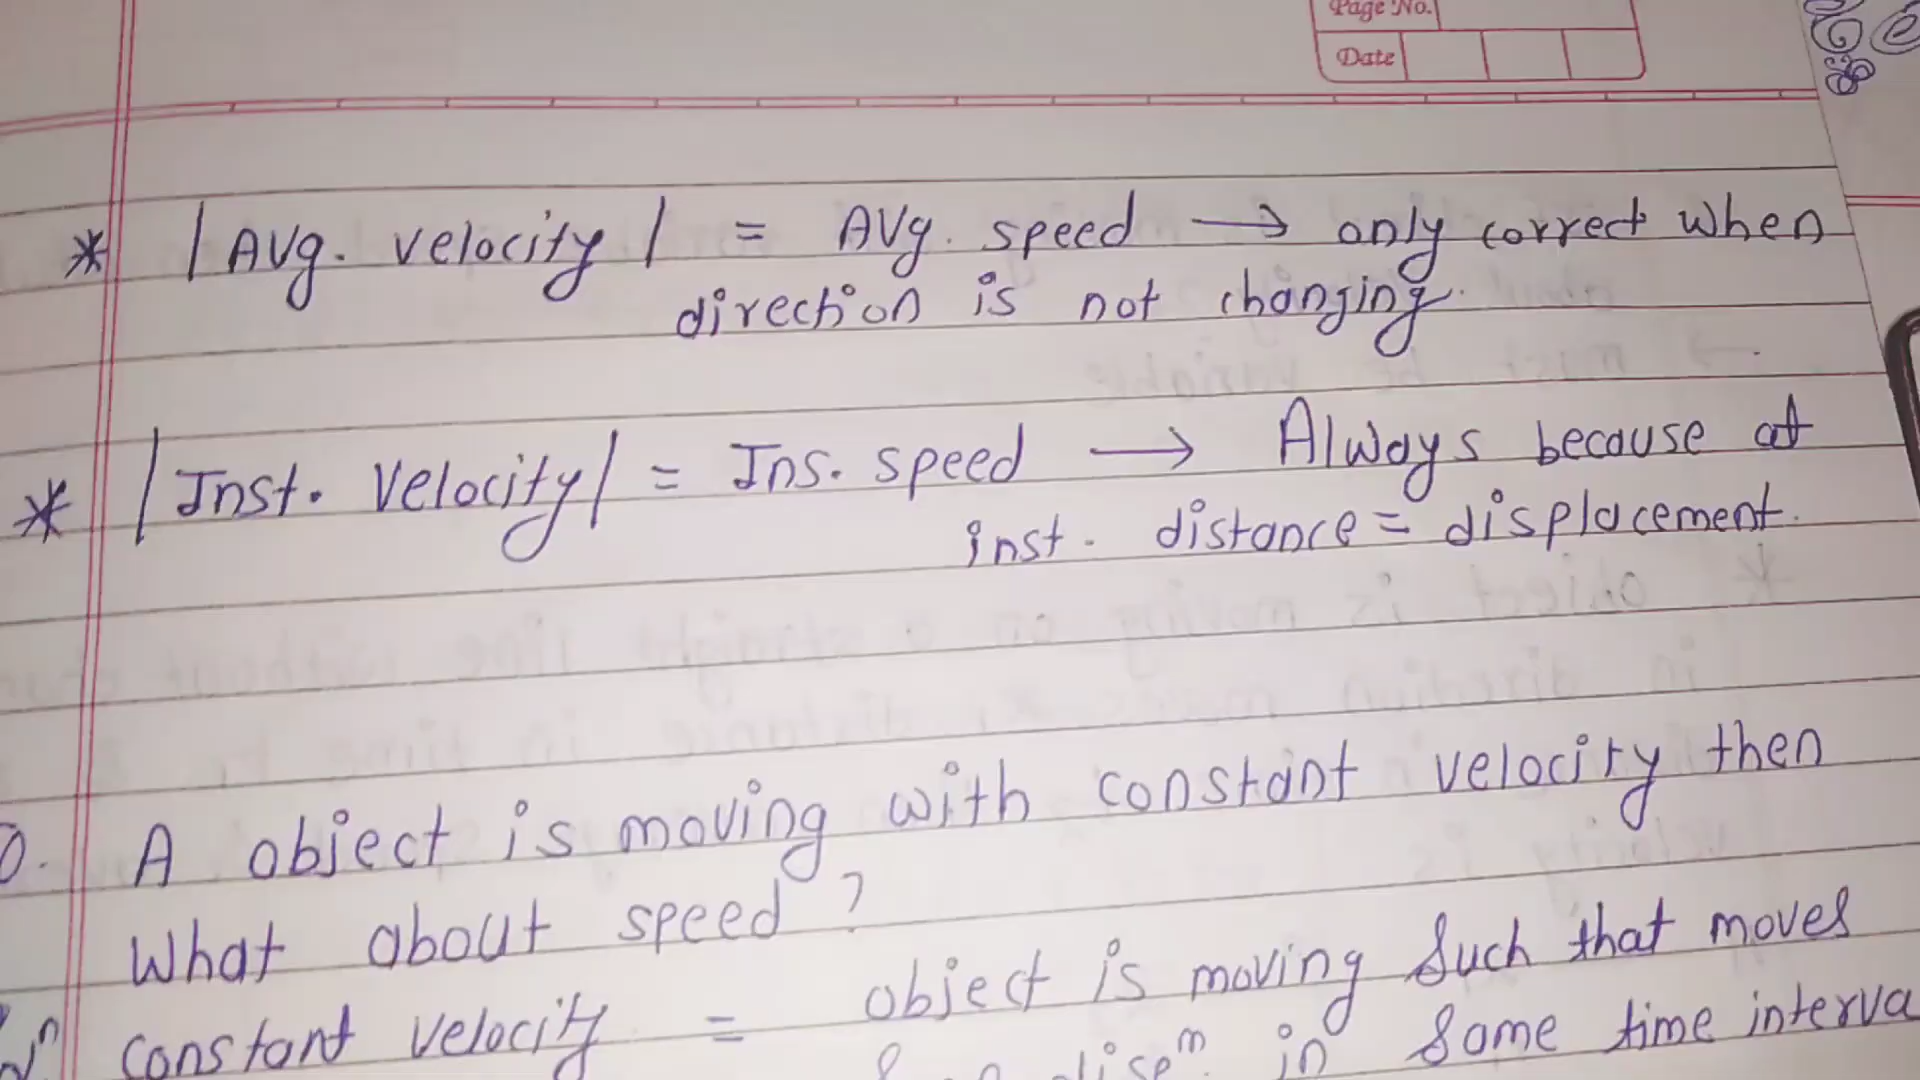 Page No.
Date
* |Avg. velocity| = Avg. speed → only correct when
direction is not changing.
* |Inst. Velocity| = Ins. speed → Always because at
inst. distance = displacement.
Q. A object is moving with constant velocity then
What about speed?
constant velocity = object is moving such that moves
in same time interva